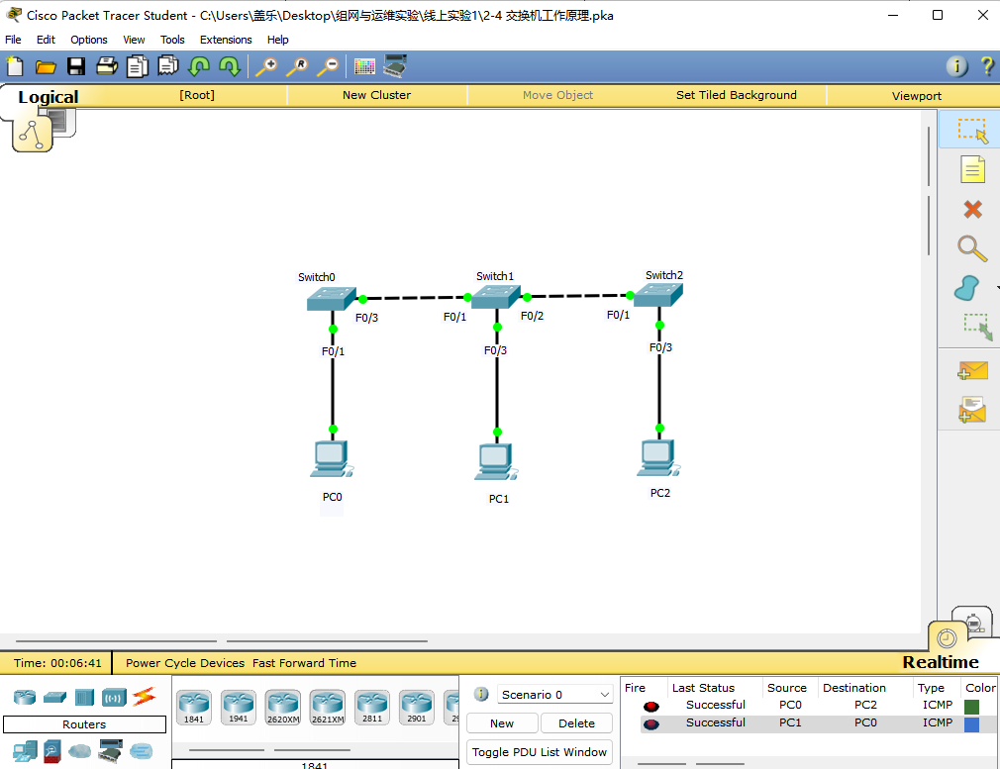 Cisco Packet Tracer Student - C:\Users\盖乐\Desktop\组网与运维实验\线上实验1\2-4 交换机工作原理.pka
File Edit Options View Tools Extensions Help
Logical [Root] New Cluster Move Object Set Tiled Background Viewport
Switch0 Switch1 Switch2
F0/3 F0/1 F0/2 F0/1
F0/1 F0/3 F0/3
PC0 PC1 PC2
Realtime
Time: 00:06:41 Power Cycle Devices Fast Forward Time
Routers
1841 1941 2620XM 2621XM 2811 2901 29
1841
Scenario 0
New Delete
Toggle PDU List Window
Fire Last Status Source Destination Type Color
Successful PC0 PC2 ICMP
Successful PC1 PC0 ICMP